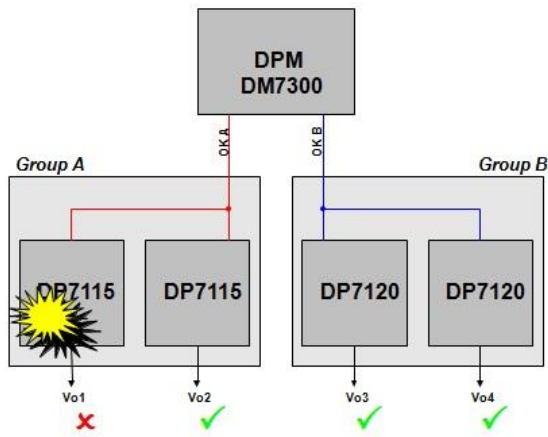 DPM
DM7300
OK A
OK B
Group A
Group B
DP7115
DP7115
DP7120
DP7120
Vo1
Vo2
Vo3
Vo4